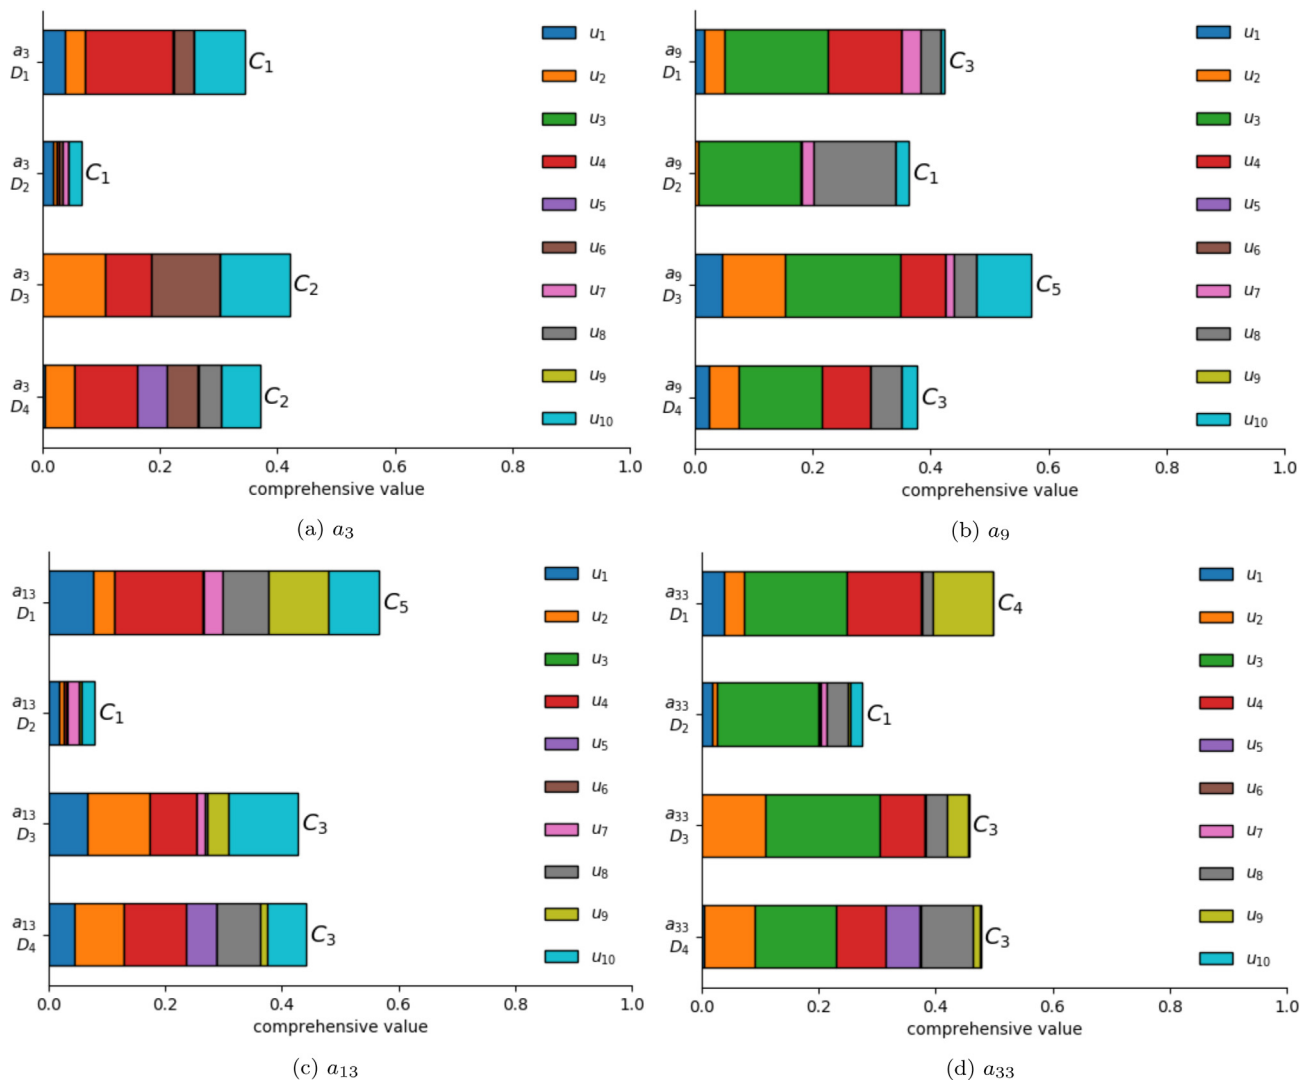 a3
D1
C1
a3
D2
C1
a3
D3
C2
a3
D4
C2
u1
u2
u3
u4
u5
u6
u7
u8
u9
u10
0.0 0.2 0.4 0.6 0.8 1.0
comprehensive value
(a) a3
a9
D1
C3
a9
D2
C1
a9
D3
C5
a9
D4
C3
u1
u2
u3
u4
u5
u6
u7
u8
u9
u10
0.0 0.2 0.4 0.6 0.8 1.0
comprehensive value
(b) a9
a13
D1
C5
a13
D2
C1
a13
D3
C3
a13
D4
C3
u1
u2
u3
u4
u5
u6
u7
u8
u9
u10
0.0 0.2 0.4 0.6 0.8 1.0
comprehensive value
(c) a13
a33
D1
C4
a33
D2
C1
a33
D3
C3
a33
D4
C3
u1
u2
u3
u4
u5
u6
u7
u8
u9
u10
0.0 0.2 0.4 0.6 0.8 1.0
comprehensive value
(d) a33